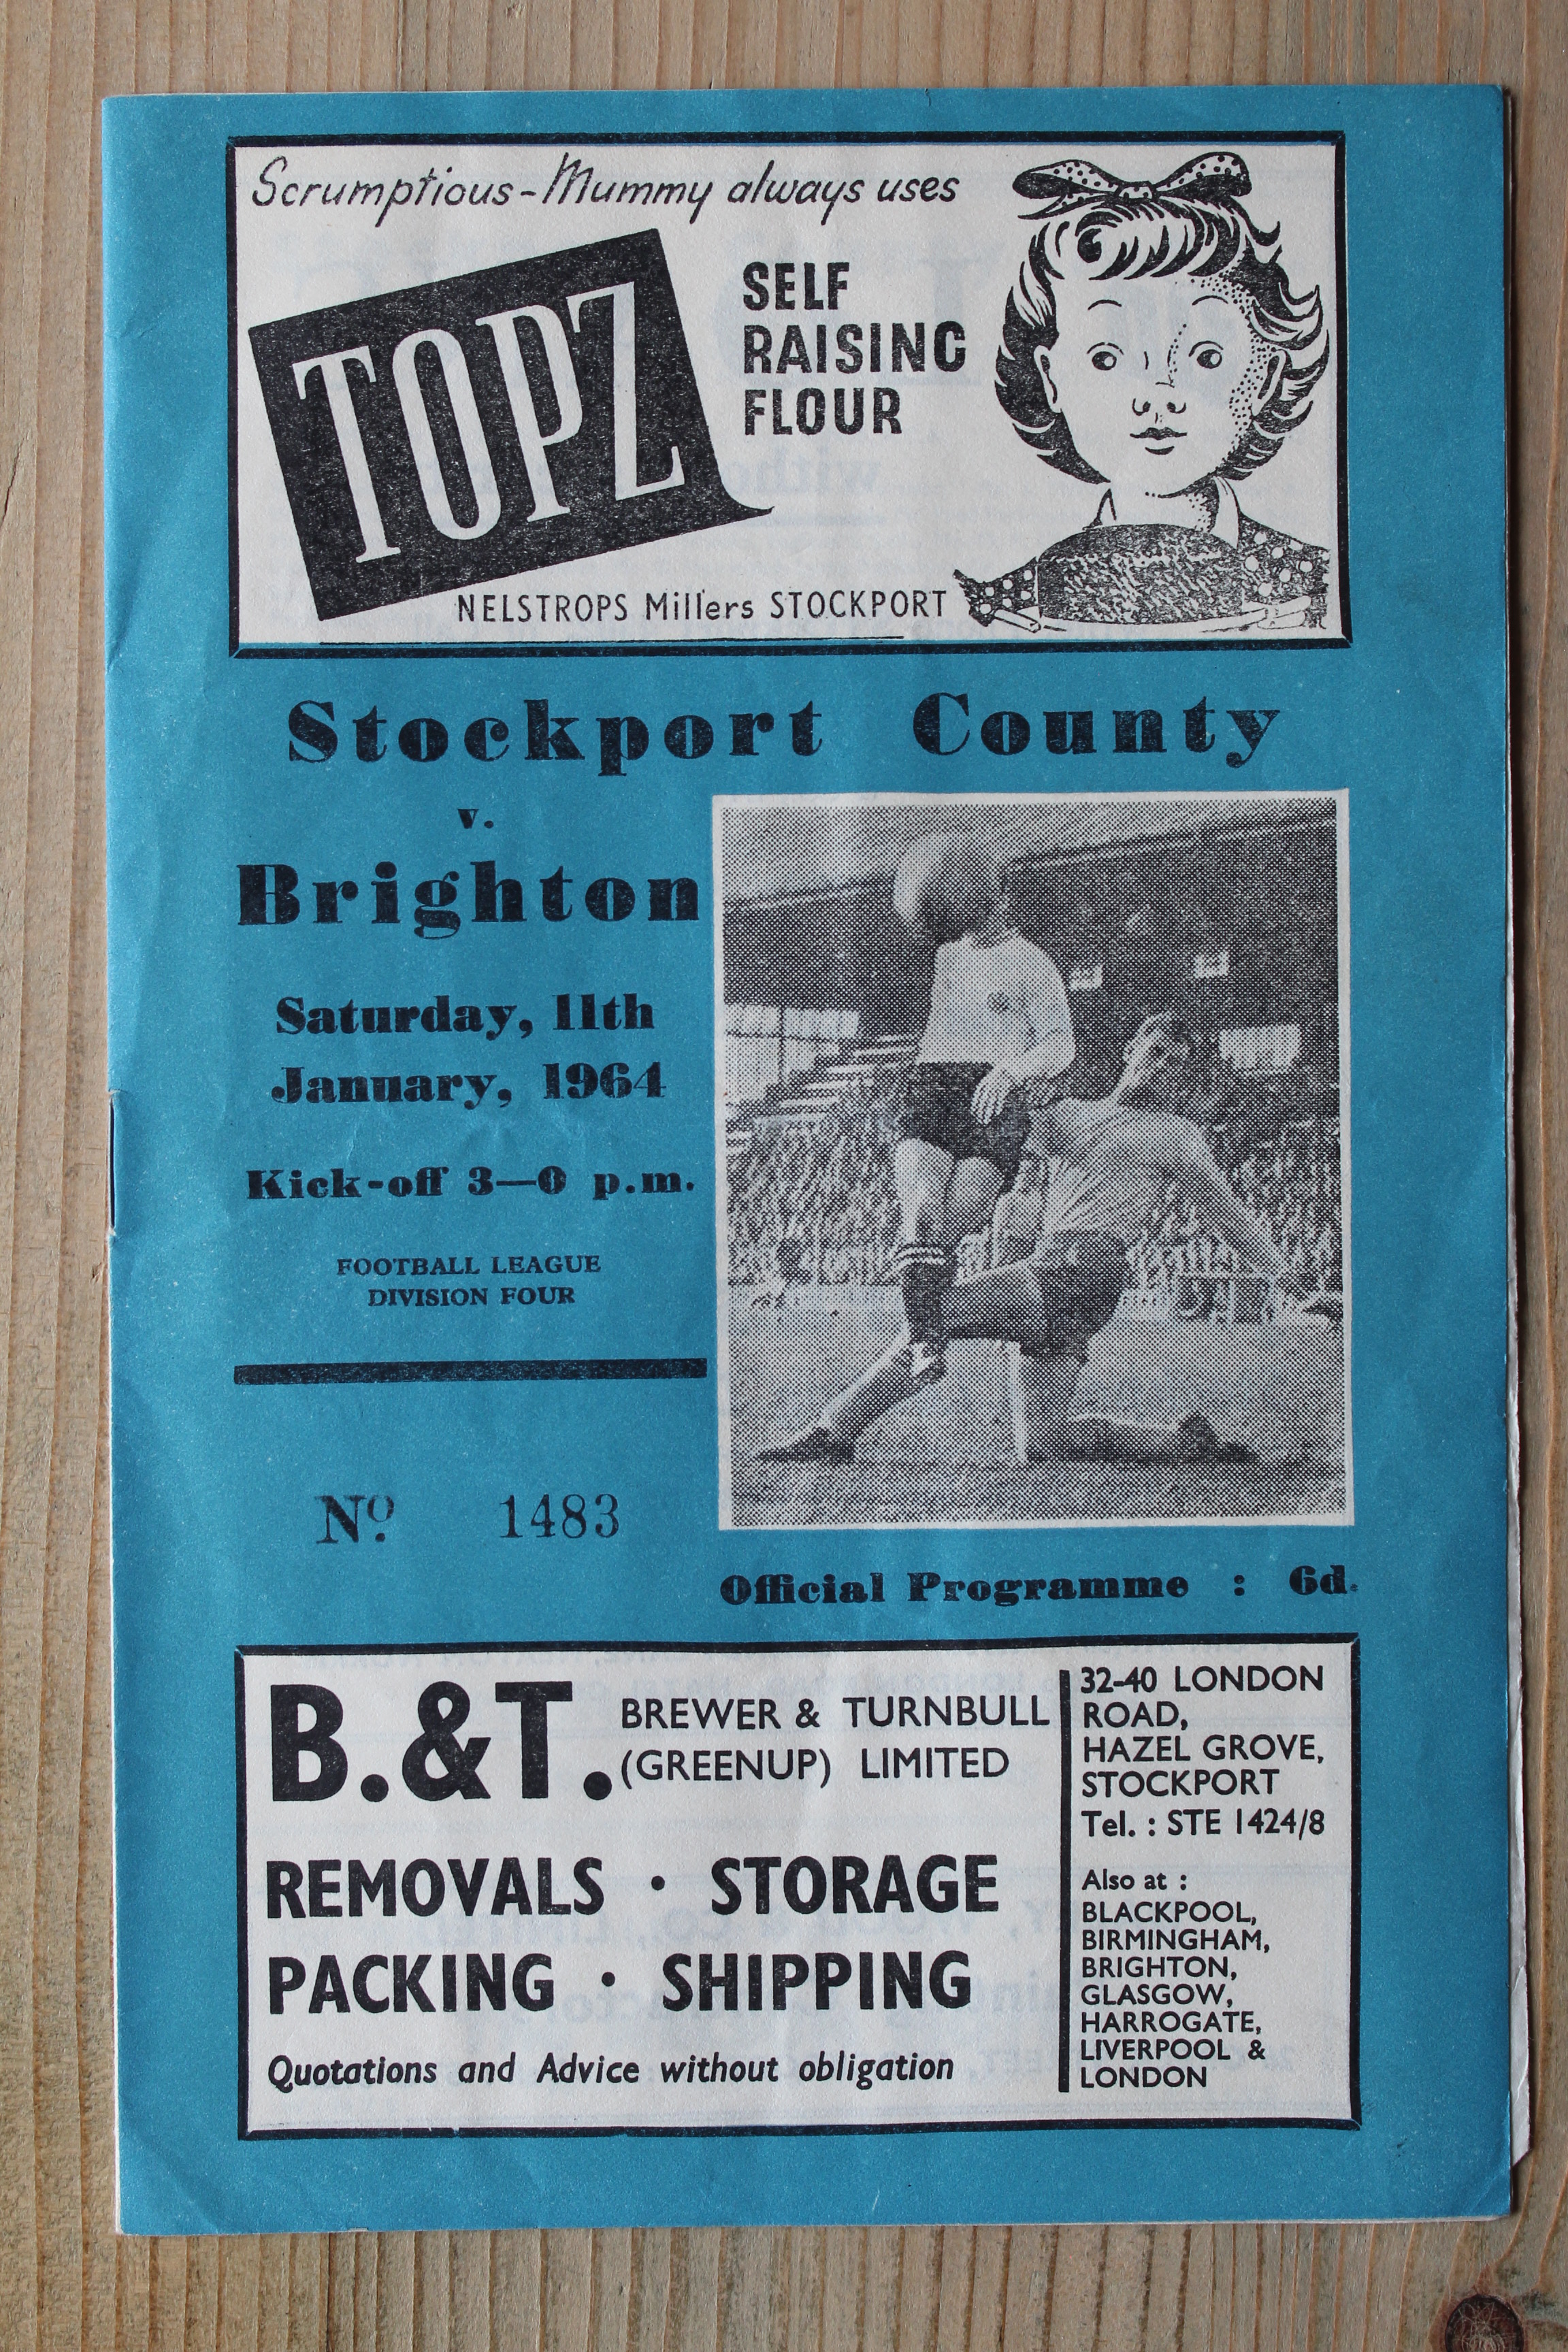 Scrumptious-Mummy always uses
TOPZ
SELF
RAISING
FLOUR
NELSTROPS Millers STOCKPORT
Stockport County
v.
Brighton
Saturday, 11th
January, 1964
Kick-off 3—0 p.m.
FOOTBALL LEAGUE
DIVISION FOUR
No. 1483
Official Programme : 6d.
B.&T.
BREWER & TURNBULL
(GREENUP) LIMITED
REMOVALS · STORAGE
PACKING · SHIPPING
Quotations and Advice without obligation
32-40 LONDON
ROAD,
HAZEL GROVE,
STOCKPORT
Tel. : STE 1424/8
Also at :
BLACKPOOL,
BIRMINGHAM,
BRIGHTON,
GLASGOW,
HARROGATE,
LIVERPOOL &
LONDON